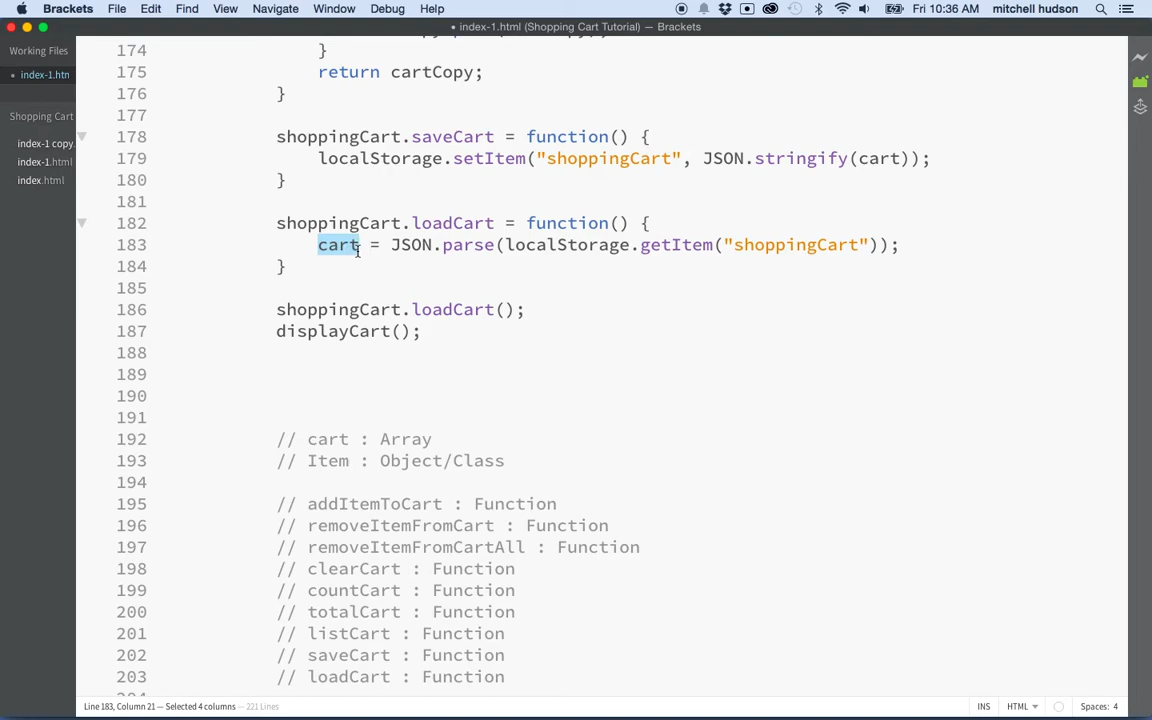 Brackets File Edit Find View Navigate Window Debug Help Fri 10:36 AM mitchell hudson
• index-1.html (Shopping Cart Tutorial) — Brackets
Working Files
• index-1.htn
Shopping Cart
index-1 copy.
index-1.html
index.html
174 }
175 return cartCopy;
176 }
177
178 shoppingCart.saveCart = function() {
179 localStorage.setItem("shoppingCart", JSON.stringify(cart));
180 }
181
182 shoppingCart.loadCart = function() {
183 cart = JSON.parse(localStorage.getItem("shoppingCart"));
184 }
185
186 shoppingCart.loadCart();
187 displayCart();
188
189
190
191
192 // cart : Array
193 // Item : Object/Class
194
195 // addItemToCart : Function
196 // removeItemFromCart : Function
197 // removeItemFromCartAll : Function
198 // clearCart : Function
199 // countCart : Function
200 // totalCart : Function
201 // listCart : Function
202 // saveCart : Function
203 // loadCart : Function
Line 183, Column 21 — Selected 4 columns — 221 Lines INS HTML Spaces: 4